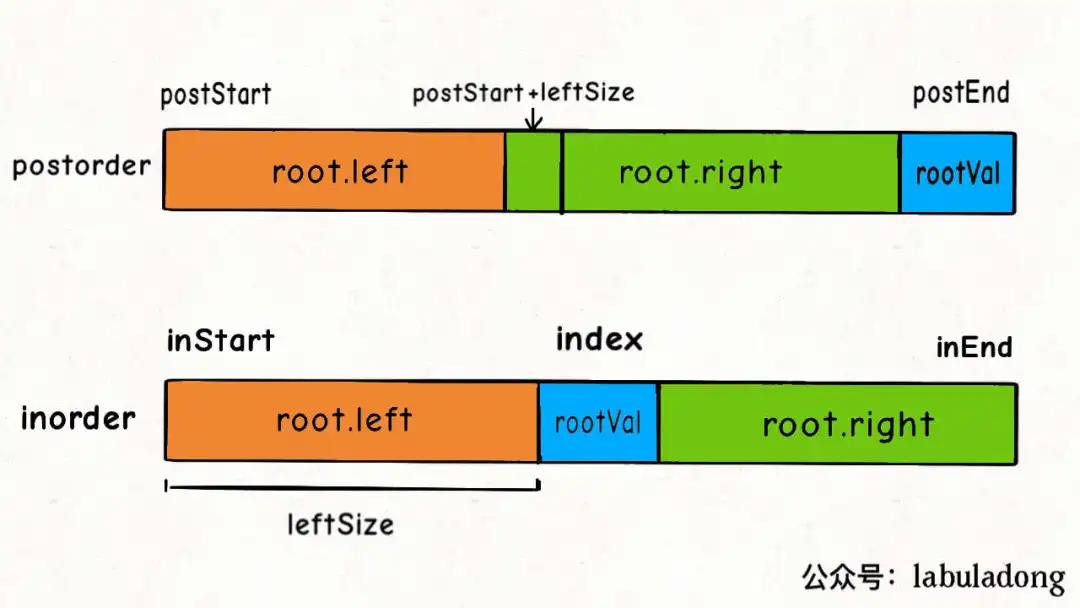 postStart postStart+leftSize postEnd
postorder root.left root.right rootVal
inStart index inEnd
inorder root.left rootVal root.right
leftSize
公众号：labuladong